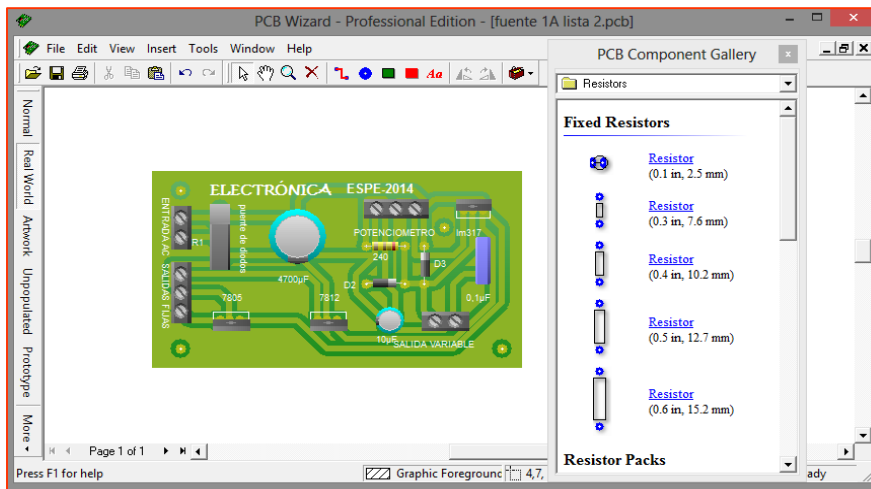 PCB Wizard - Professional Edition - [fuente 1A lista 2.pcb]
File Edit View Insert Tools Window Help
Aa
Normal
Real World
Artwork
Unpopulated
Prototype
More
ELECTRÓNICA ESPE-2014
ENTRADA AC
R1
puente de diodos
POTENCIOMETRO
lm317
240
D3
4700µF
D2
SALIDAS FIJAS
7805
7812
0,1µF
10µF
SALIDA VARIABLE
PCB Component Gallery
Resistors
Fixed Resistors
Resistor
(0.1 in, 2.5 mm)
Resistor
(0.3 in, 7.6 mm)
Resistor
(0.4 in, 10.2 mm)
Resistor
(0.5 in, 12.7 mm)
Resistor
(0.6 in, 15.2 mm)
Resistor Packs
Page 1 of 1
Press F1 for help
Graphic Foregrounc
4,7,
ady